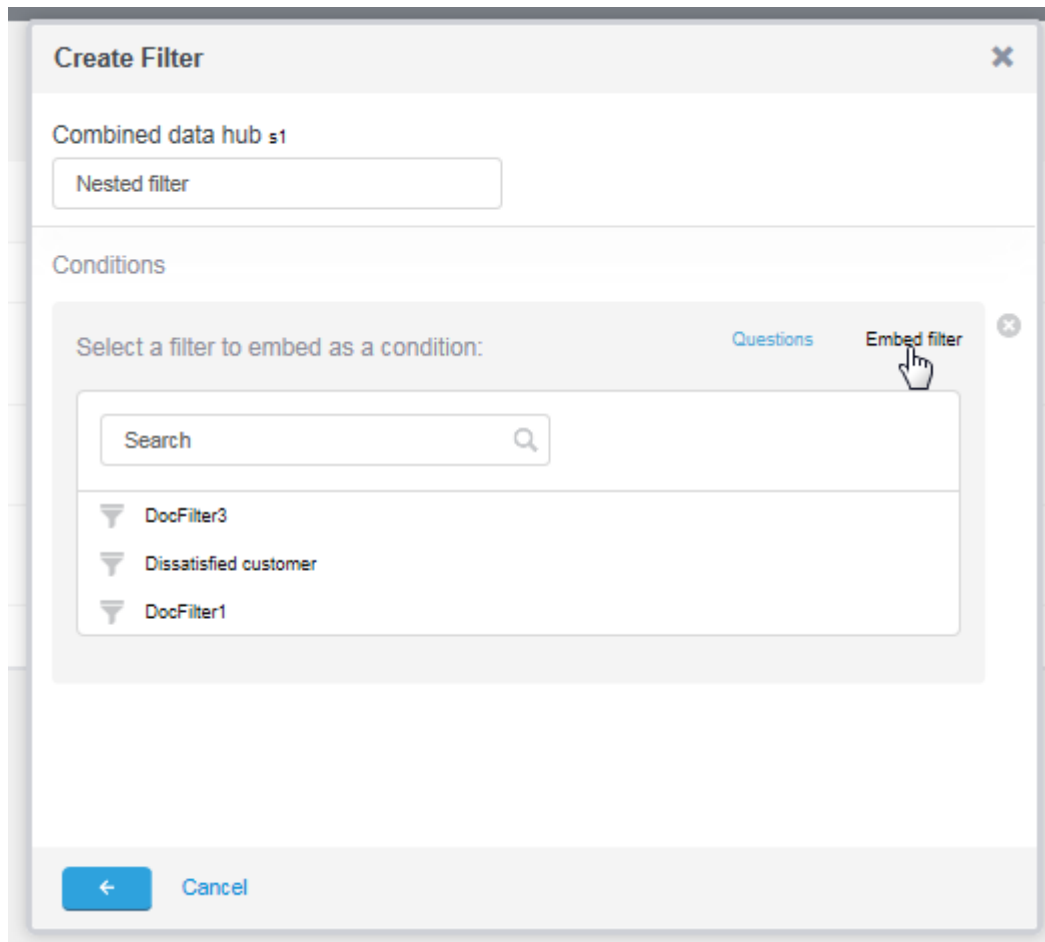 Create Filter
Combined data hub s1
Nested filter
Conditions
Select a filter to embed as a condition: Questions Embed filter
Search
DocFilter3
Dissatisfied customer
DocFilter1
Cancel